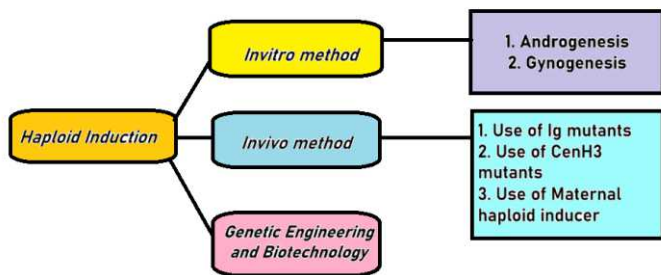 Haploid Induction
Invitro method
1. Androgenesis
2. Gynogenesis
Invivo method
1. Use of Ig mutants
2. Use of CenH3
mutants
3. Use of Maternal
haploid inducer
Genetic Engineering
and Biotechnology